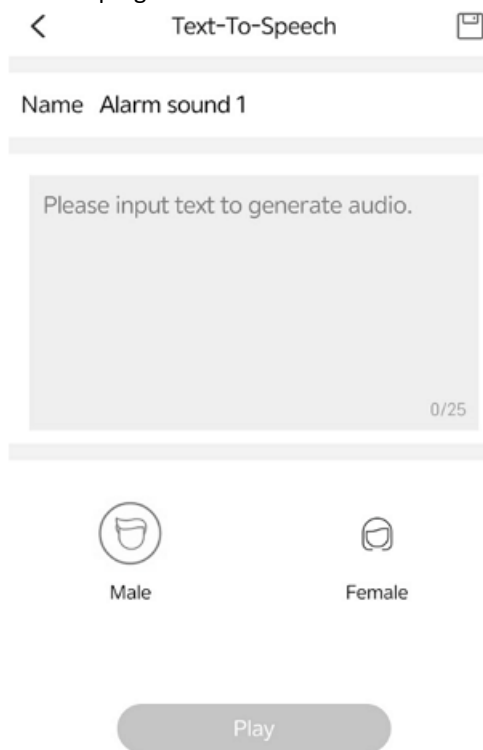 Text-To-Speech
Name Alarm sound 1
Please input text to generate audio.
0/25
Male
Female
Play